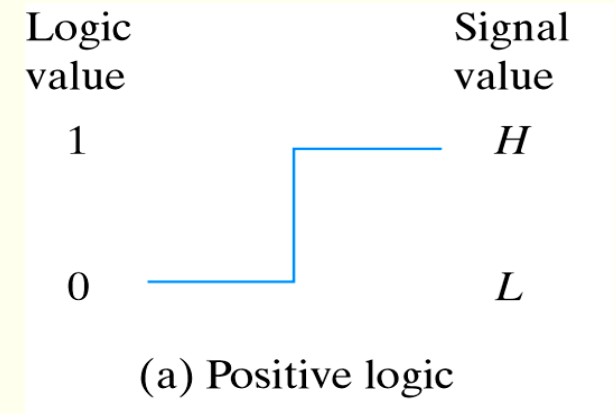 Logic Signal
value value
1 H
0 L
(a) Positive logic